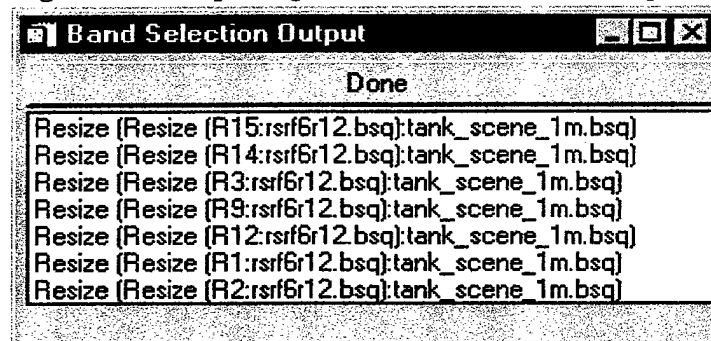 Band Selection Output
Done
Resize (Resize (R15:rsrf6r12.bsq):tank_scene_1m.bsq)
Resize (Resize (R14:rsrf6r12.bsq):tank_scene_1m.bsq)
Resize (Resize (R3:rsrf6r12.bsq):tank_scene_1m.bsq)
Resize (Resize (R9:rsrf6r12.bsq):tank_scene_1m.bsq)
Resize (Resize (R12:rsrf6r12.bsq):tank_scene_1m.bsq)
Resize (Resize (R1:rsrf6r12.bsq):tank_scene_1m.bsq)
Resize (Resize (R2:rsrf6r12.bsq):tank_scene_1m.bsq)